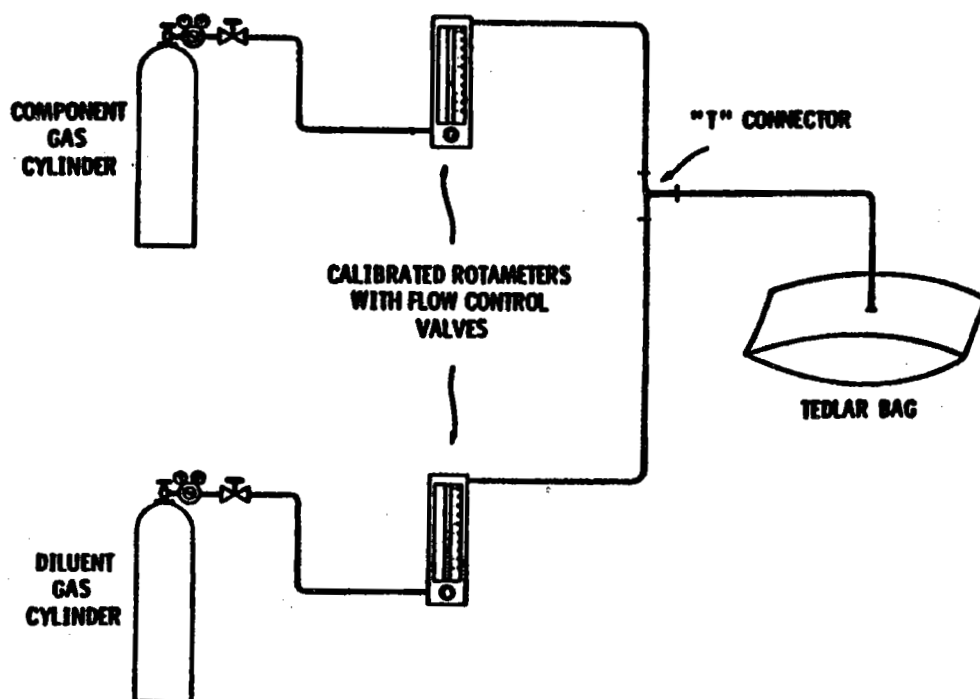 COMPONENT
GAS
CYLINDER
"T" CONNECTOR
CALIBRATED ROTAMETERS
WITH FLOW CONTROL
VALVES
TEDLAR BAG
DILUENT
GAS
CYLINDER